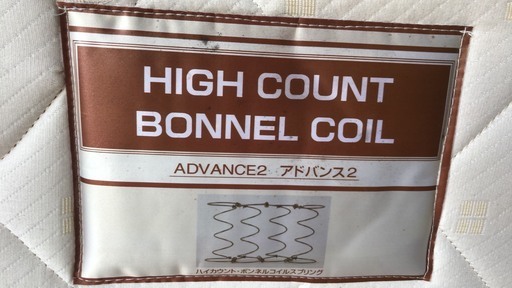 HIGH COUNT
BONNEL COIL
ADVANCE2 アドバンス2
ハイカウント・ボンネルコイルスプリング